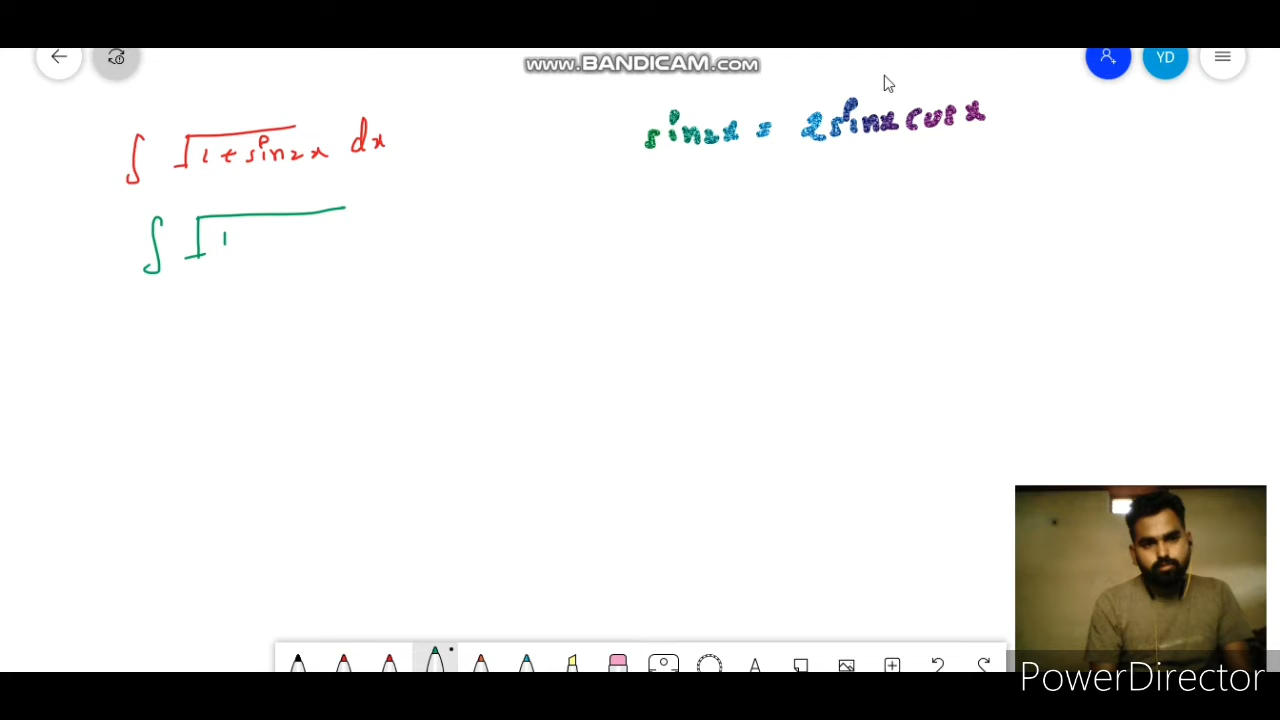 www.BANDICAM.com
YD
∫ √1 + sin2x dx
sin2x = 2sinx cosx
∫ √1
A
PowerDirector